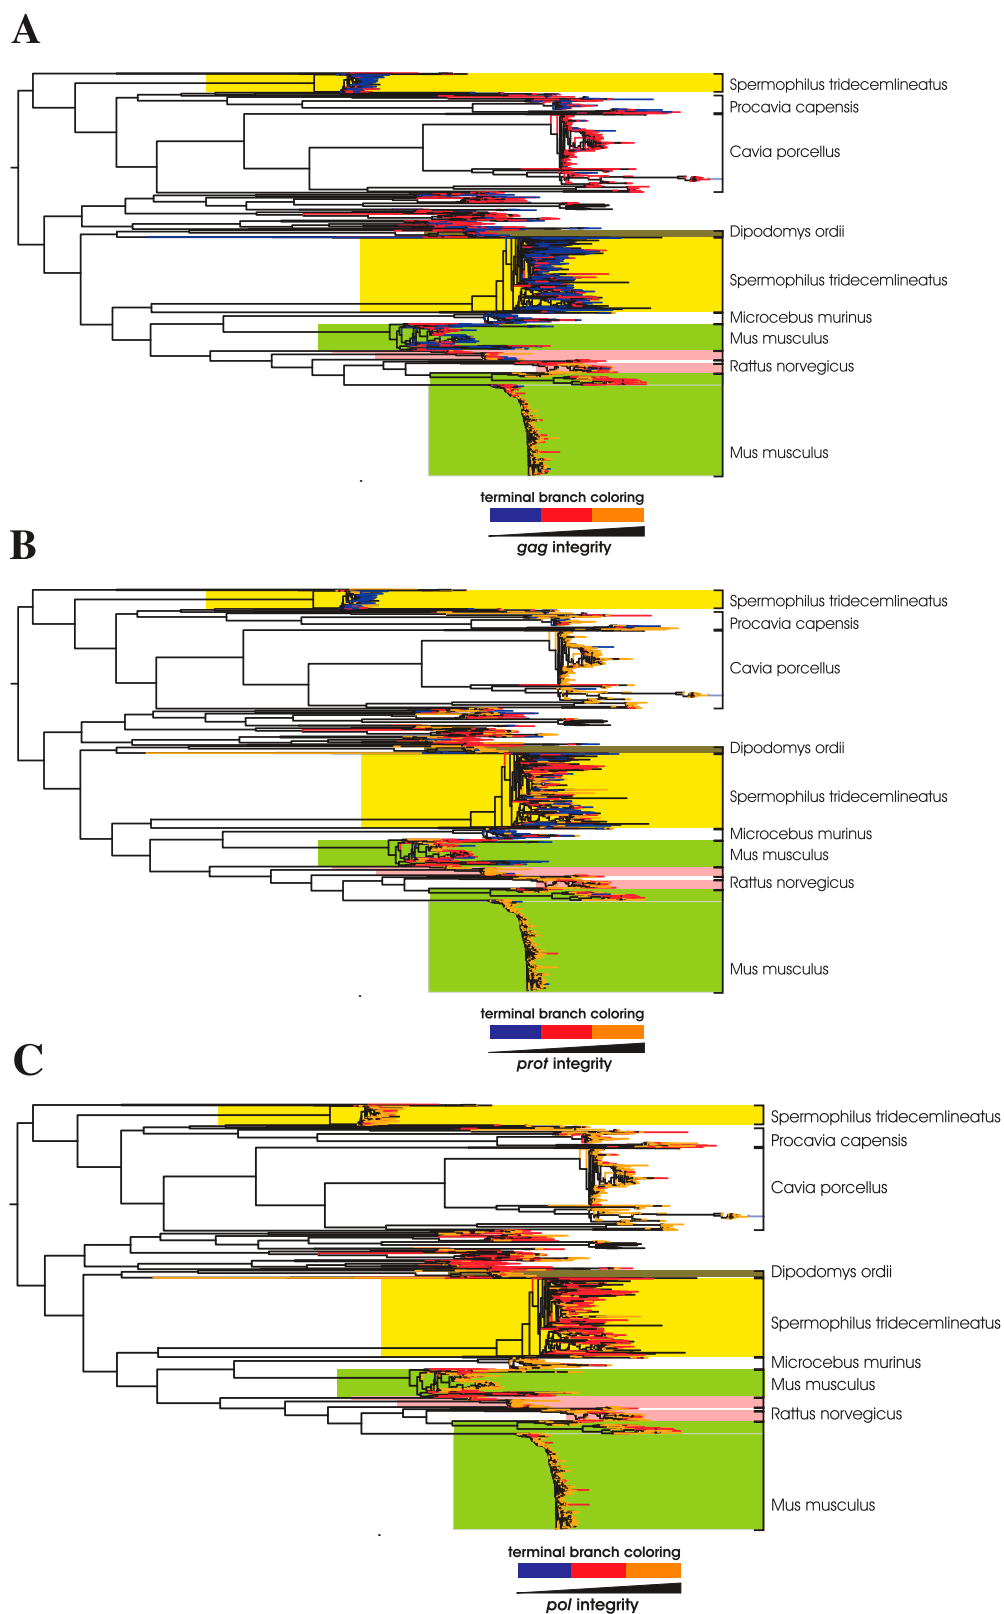 A
Spermophilus tridecemlineatus
Procavia capensis
Cavia porcellus
Dipodomys ordii
Spermophilus tridecemlineatus
Microcebus murinus
Mus musculus
Rattus norvegicus
Mus musculus
terminal branch coloring
gag integrity
B
Spermophilus tridecemlineatus
Procavia capensis
Cavia porcellus
Dipodomys ordii
Spermophilus tridecemlineatus
Microcebus murinus
Mus musculus
Rattus norvegicus
Mus musculus
terminal branch coloring
prot integrity
C
Spermophilus tridecemlineatus
Procavia capensis
Cavia porcellus
Dipodomys ordii
Spermophilus tridecemlineatus
Microcebus murinus
Mus musculus
Rattus norvegicus
Mus musculus
terminal branch coloring
pol integrity